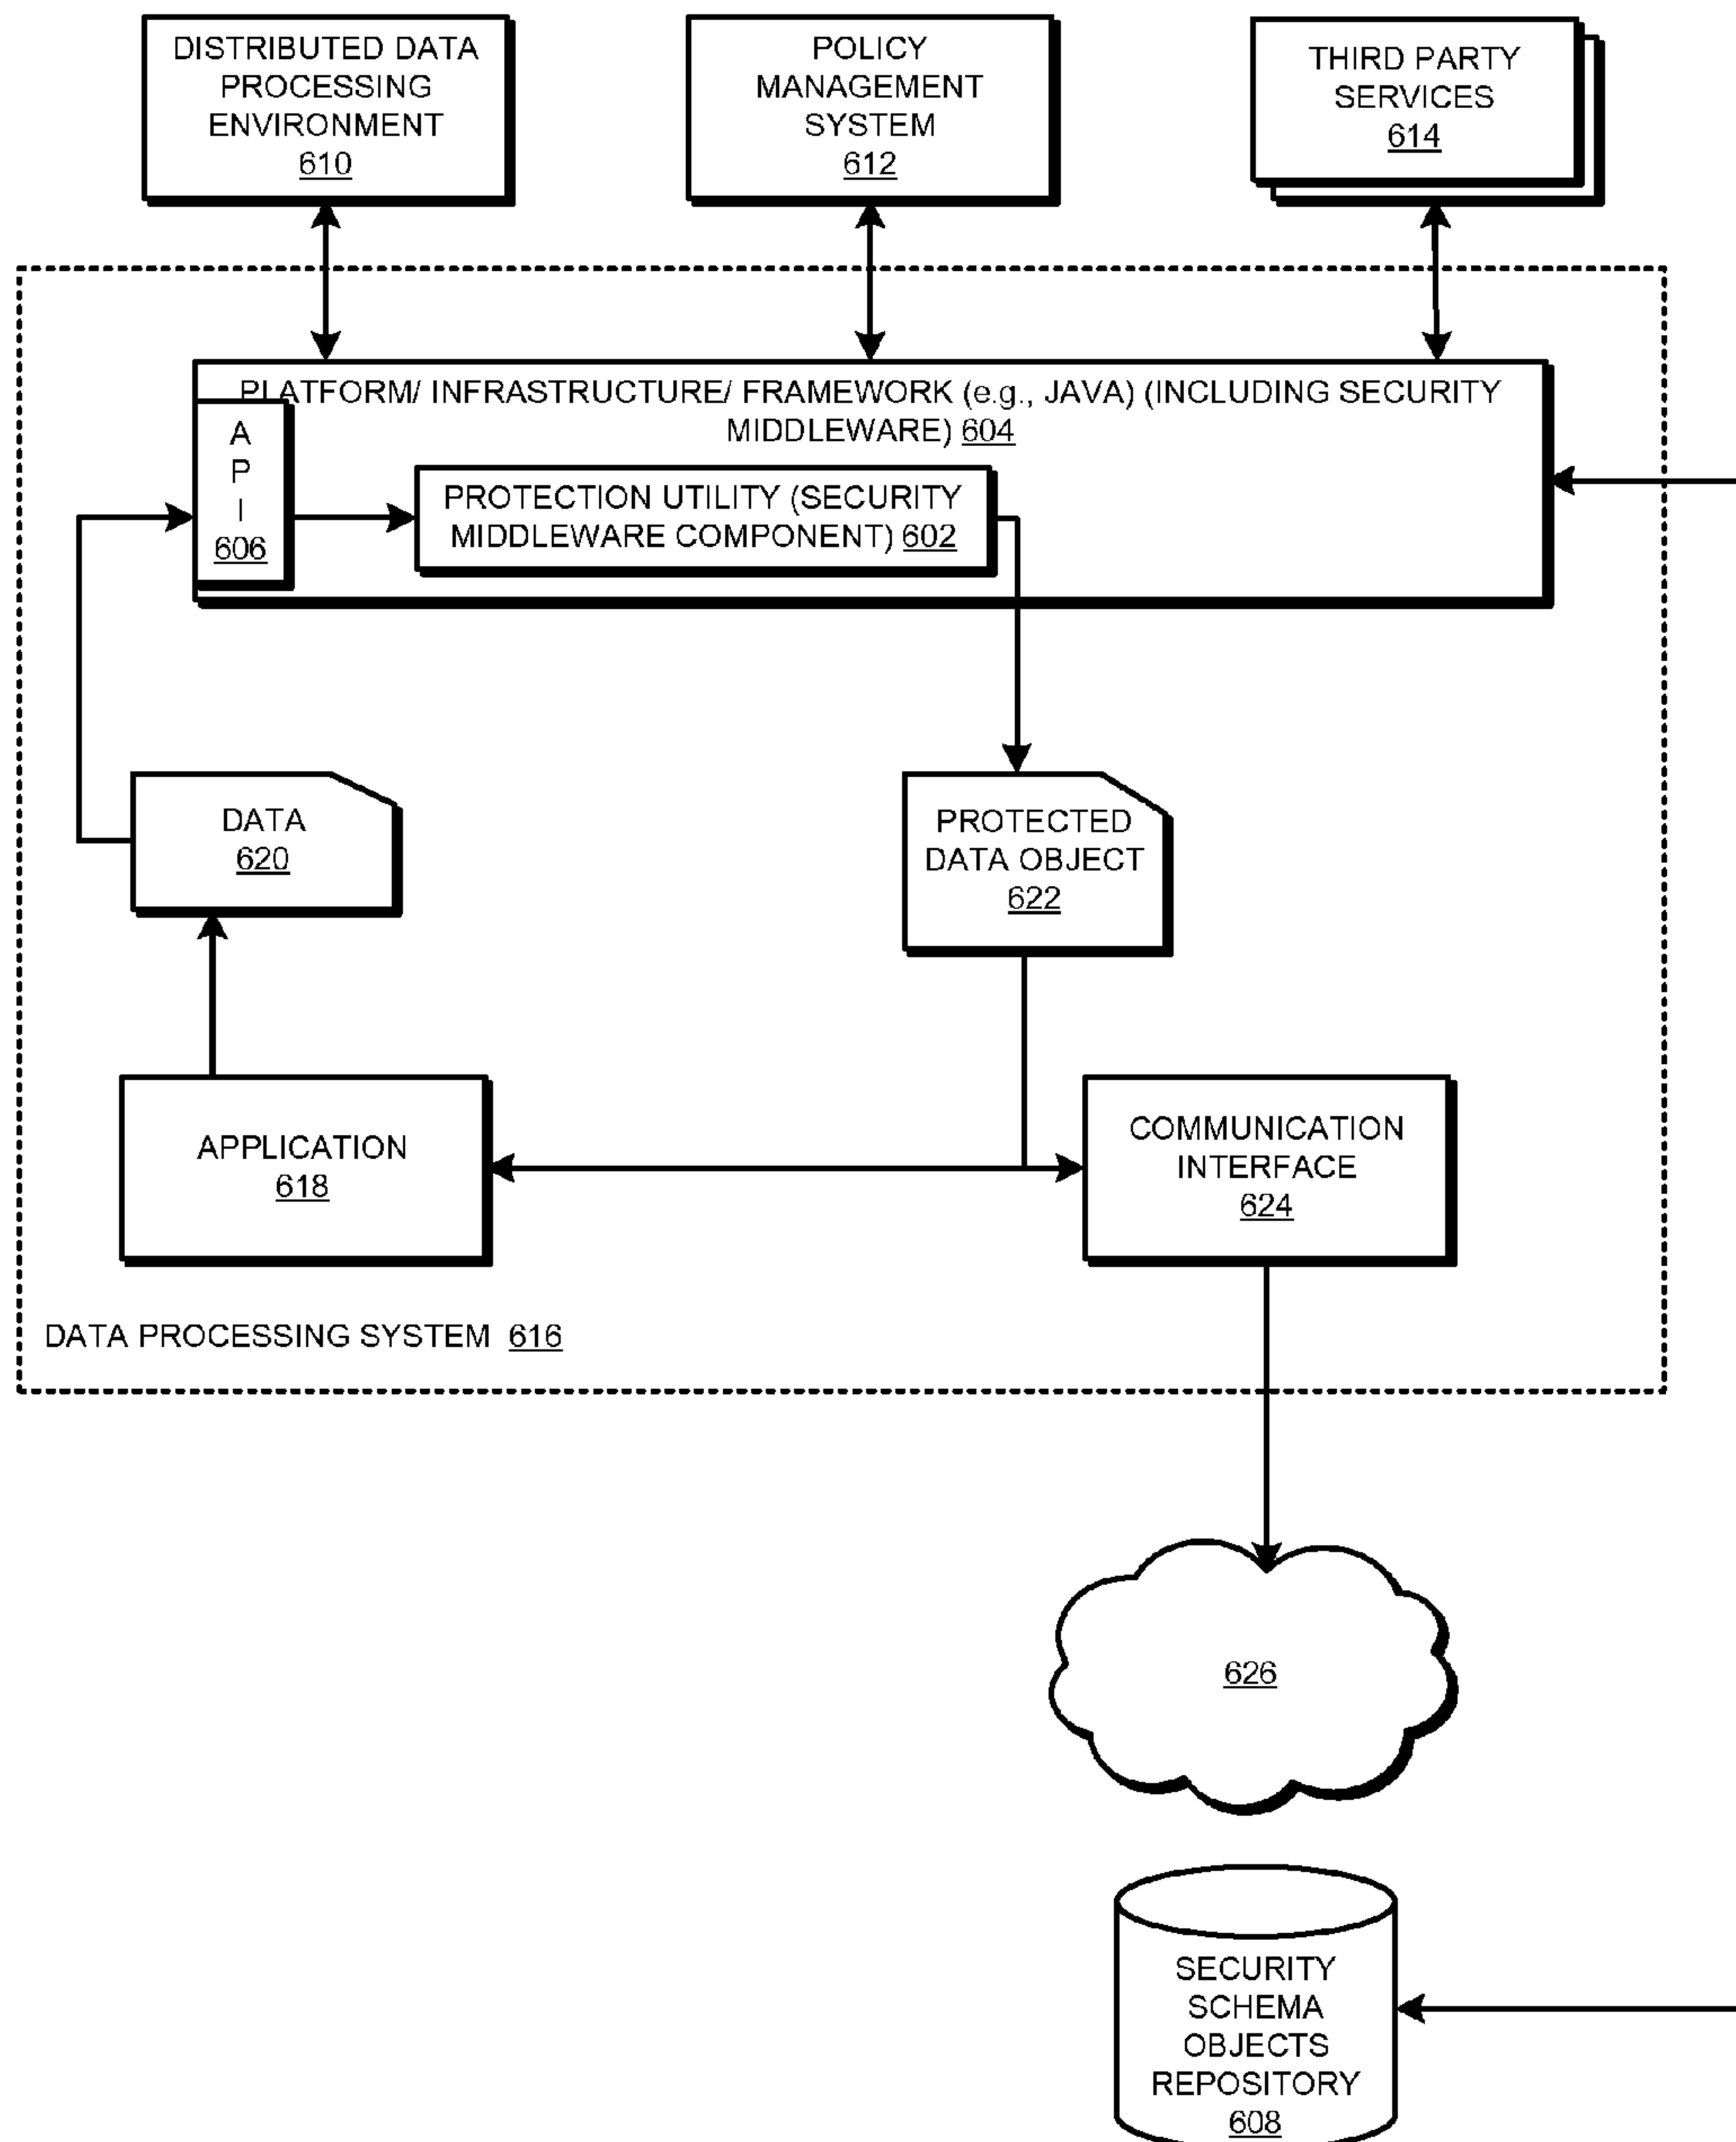 DISTRIBUTED DATA
PROCESSING
ENVIRONMENT
610
POLICY
MANAGEMENT
SYSTEM
612
THIRD PARTY
SERVICES
614
PLATFORM/ INFRASTRUCTURE/ FRAMEWORK (e.g., JAVA) (INCLUDING SECURITY
MIDDLEWARE) 604
A
P
I
606
PROTECTION UTILITY (SECURITY
MIDDLEWARE COMPONENT) 602
DATA
620
PROTECTED
DATA OBJECT
622
APPLICATION
618
COMMUNICATION
INTERFACE
624
DATA PROCESSING SYSTEM 616
626
SECURITY
SCHEMA
OBJECTS
REPOSITORY
608